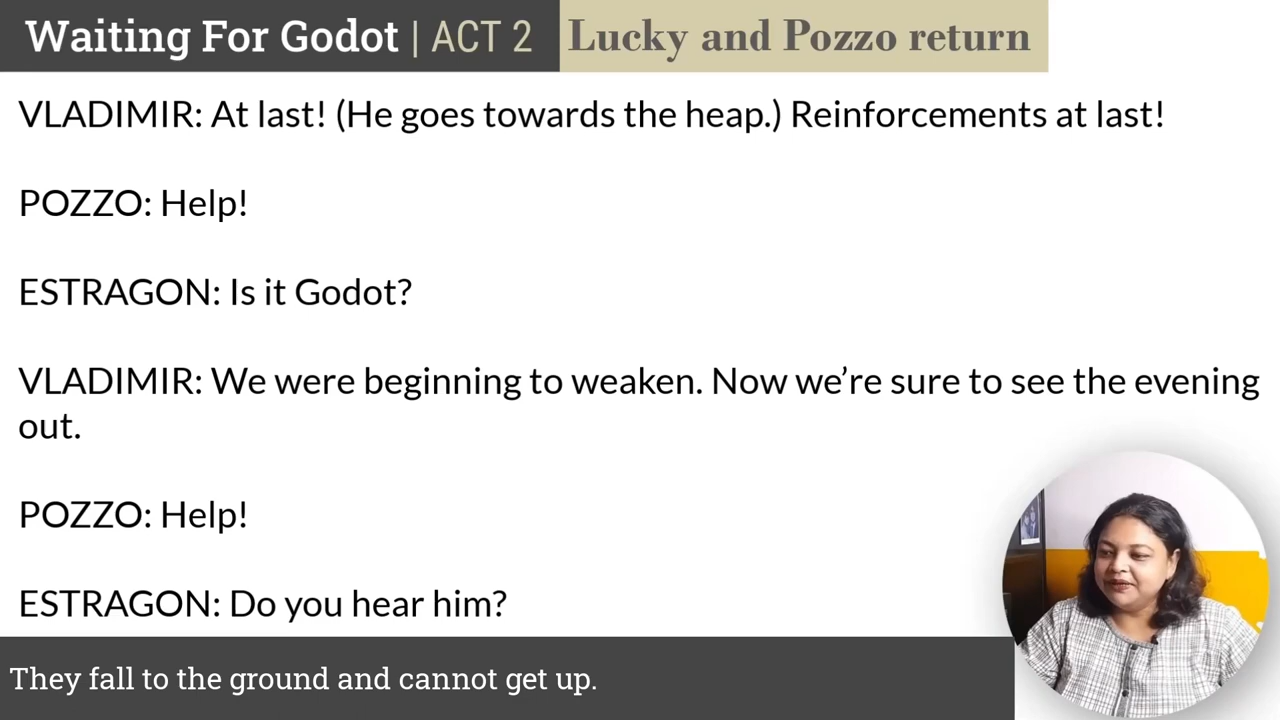 Waiting For Godot | ACT 2 Lucky and Pozzo return
VLADIMIR: At last! (He goes towards the heap.) Reinforcements at last!
POZZO: Help!
ESTRAGON: Is it Godot?
VLADIMIR: We were beginning to weaken. Now we’re sure to see the evening
out.
POZZO: Help!
ESTRAGON: Do you hear him?
They fall to the ground and cannot get up.